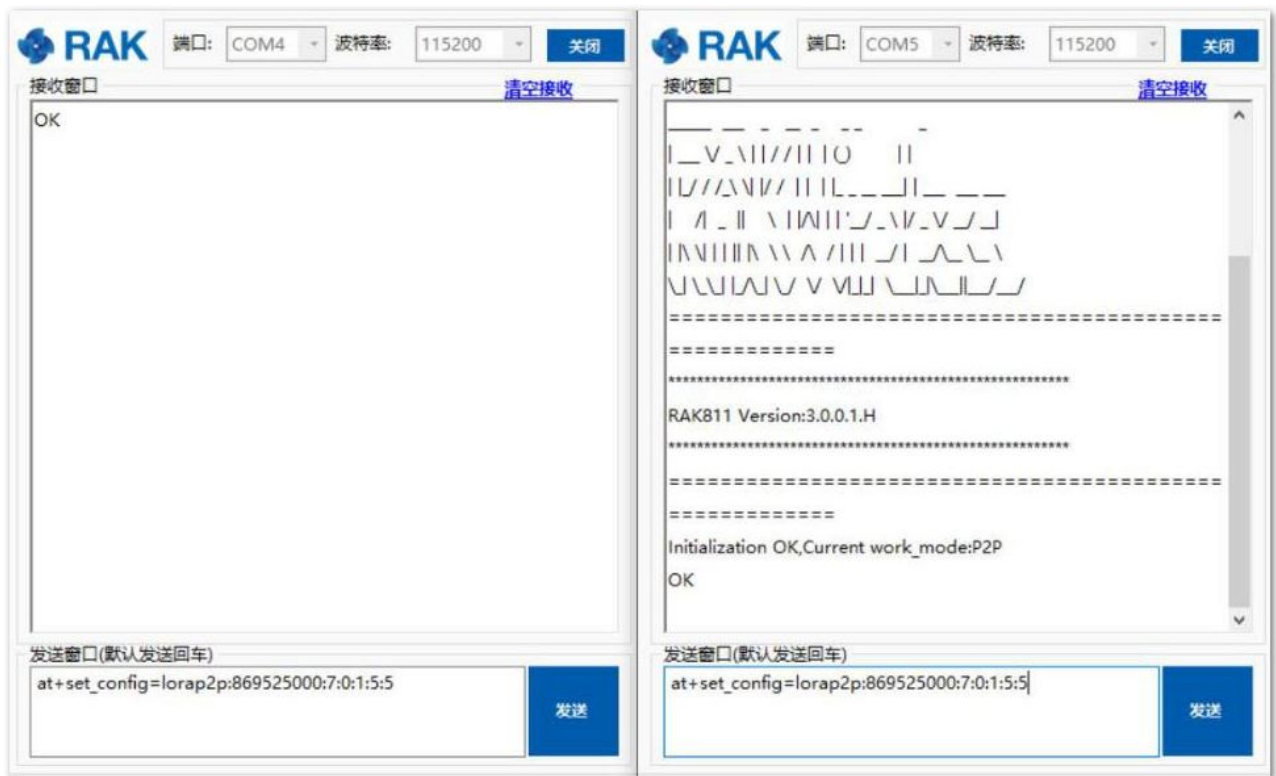 RAK 端口: COM4 波特率: 115200 关闭
接收窗口 清空接收
OK
发送窗口(默认发送回车)
at+set_config=lorap2p:869525000:7:0:1:5:5
发送
RAK 端口: COM5 波特率: 115200 关闭
接收窗口 清空接收
===========================================
=============
********************************************************
RAK811 Version:3.0.0.1.H
********************************************************
===========================================
=============
Initialization OK,Current work_mode:P2P
OK
发送窗口(默认发送回车)
at+set_config=lorap2p:869525000:7:0:1:5:5
发送